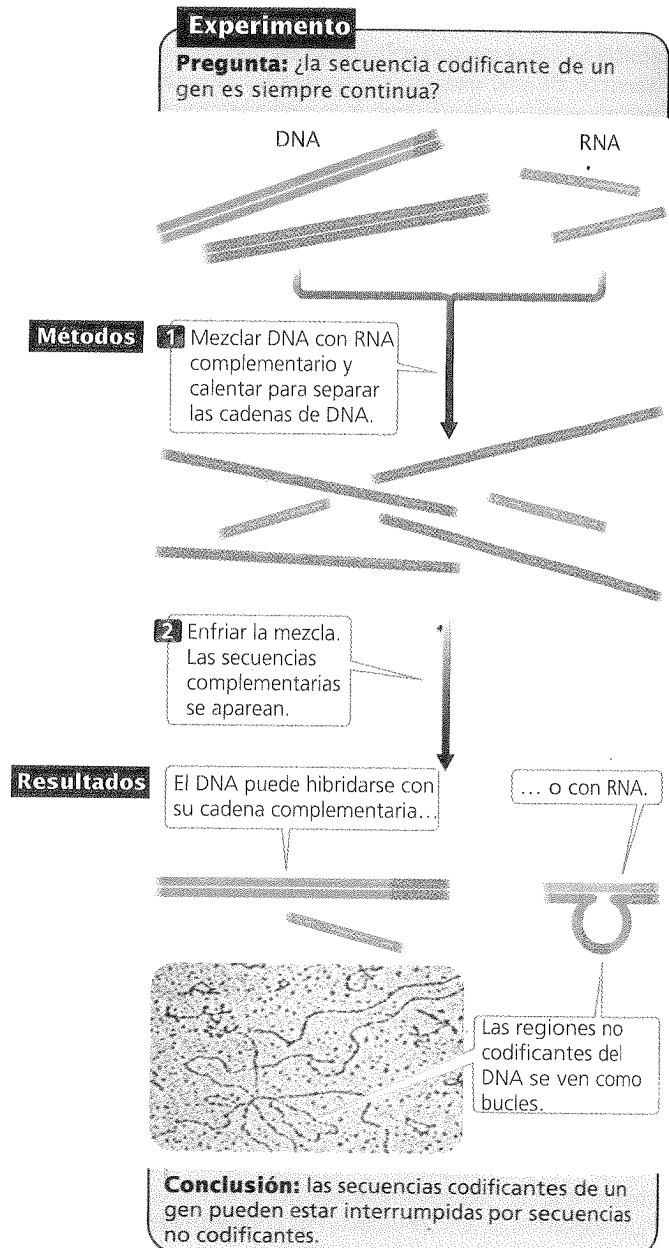 Experimento
Pregunta: ¿la secuencia codificante de un
gen es siempre continua?
DNA
RNA
Métodos
1 Mezclar DNA con RNA
complementario y
calentar para separar
las cadenas de DNA.
2 Enfriar la mezcla.
Las secuencias
complementarias
se aparean.
Resultados
El DNA puede hibridarse con
su cadena complementaria...
... o con RNA.
Las regiones no
codificantes del
DNA se ven como
bucles.
Conclusión: las secuencias codificantes de un
gen pueden estar interrumpidas por secuencias
no codificantes.